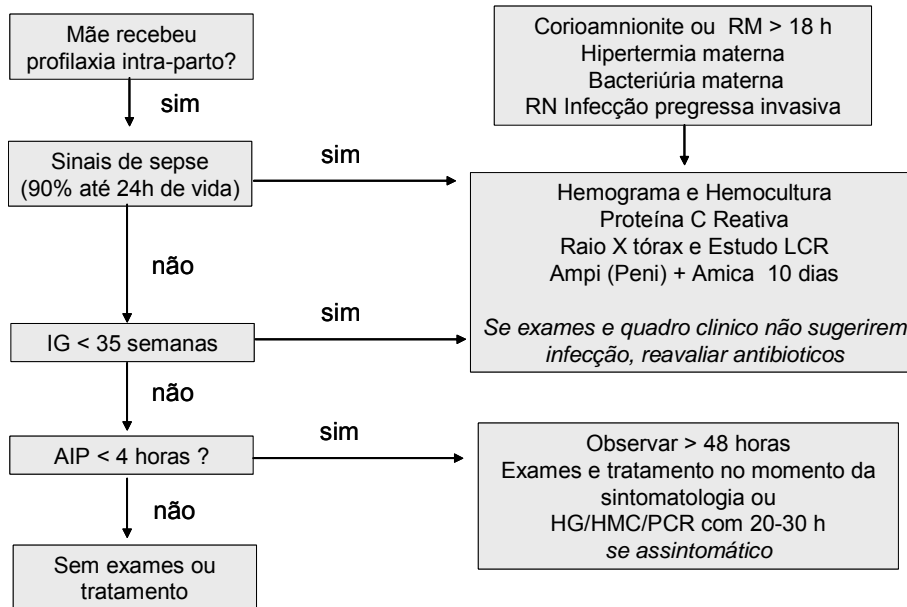 Mãe recebeu
profilaxia intra-parto?
sim
Sinais de sepse
(90% até 24h de vida)
sim
não
IG < 35 semanas
sim
não
AIP < 4 horas ?
sim
não
Sem exames ou
tratamento
Corioamnionite ou RM > 18 h
Hipertermia materna
Bacteriúria materna
RN Infecção pregressa invasiva
Hemograma e Hemocultura
Proteína C Reativa
Raio X tórax e Estudo LCR
Ampi (Peni) + Amica 10 dias
Se exames e quadro clinico não sugerirem
infecção, reavaliar antibioticos
Observar > 48 horas
Exames e tratamento no momento da
sintomatologia ou
HG/HMC/PCR com 20-30 h
se assintomático